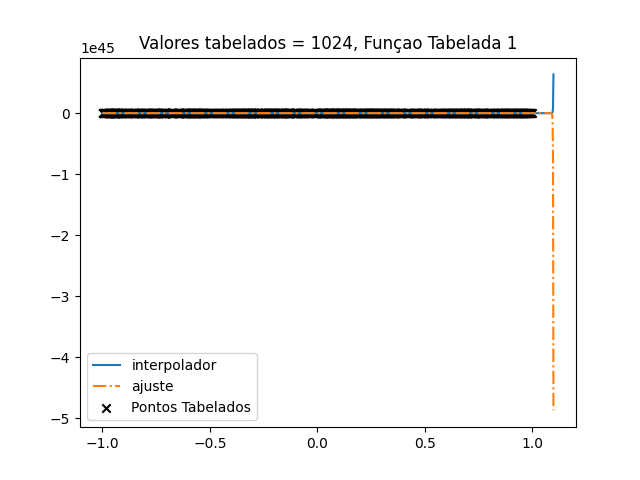 Valores tabelados = 1024, Funçao Tabelada 1
1e45
0
−1
−2
−3
−4
−5
interpolador
ajuste
Pontos Tabelados
−1.0 −0.5 0.0 0.5 1.0